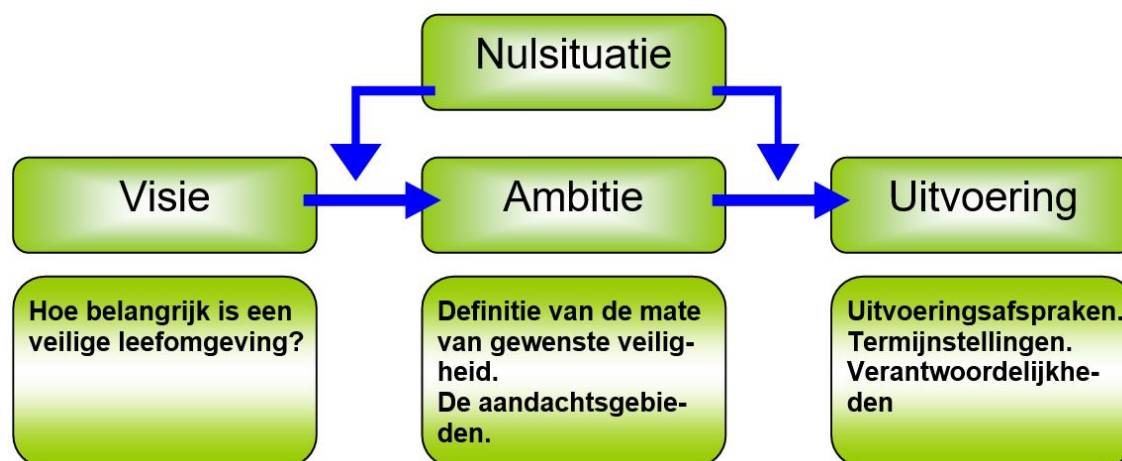 Nulsituatie
Visie
Ambitie
Uitvoering
Hoe belangrijk is een
veilige leefomgeving?
Definitie van de mate
van gewenste veilig-
heid.
De aandachtsgebie-
den.
Uitvoeringsafspraken.
Termijnstellingen.
Verantwoordelijkhe-
den